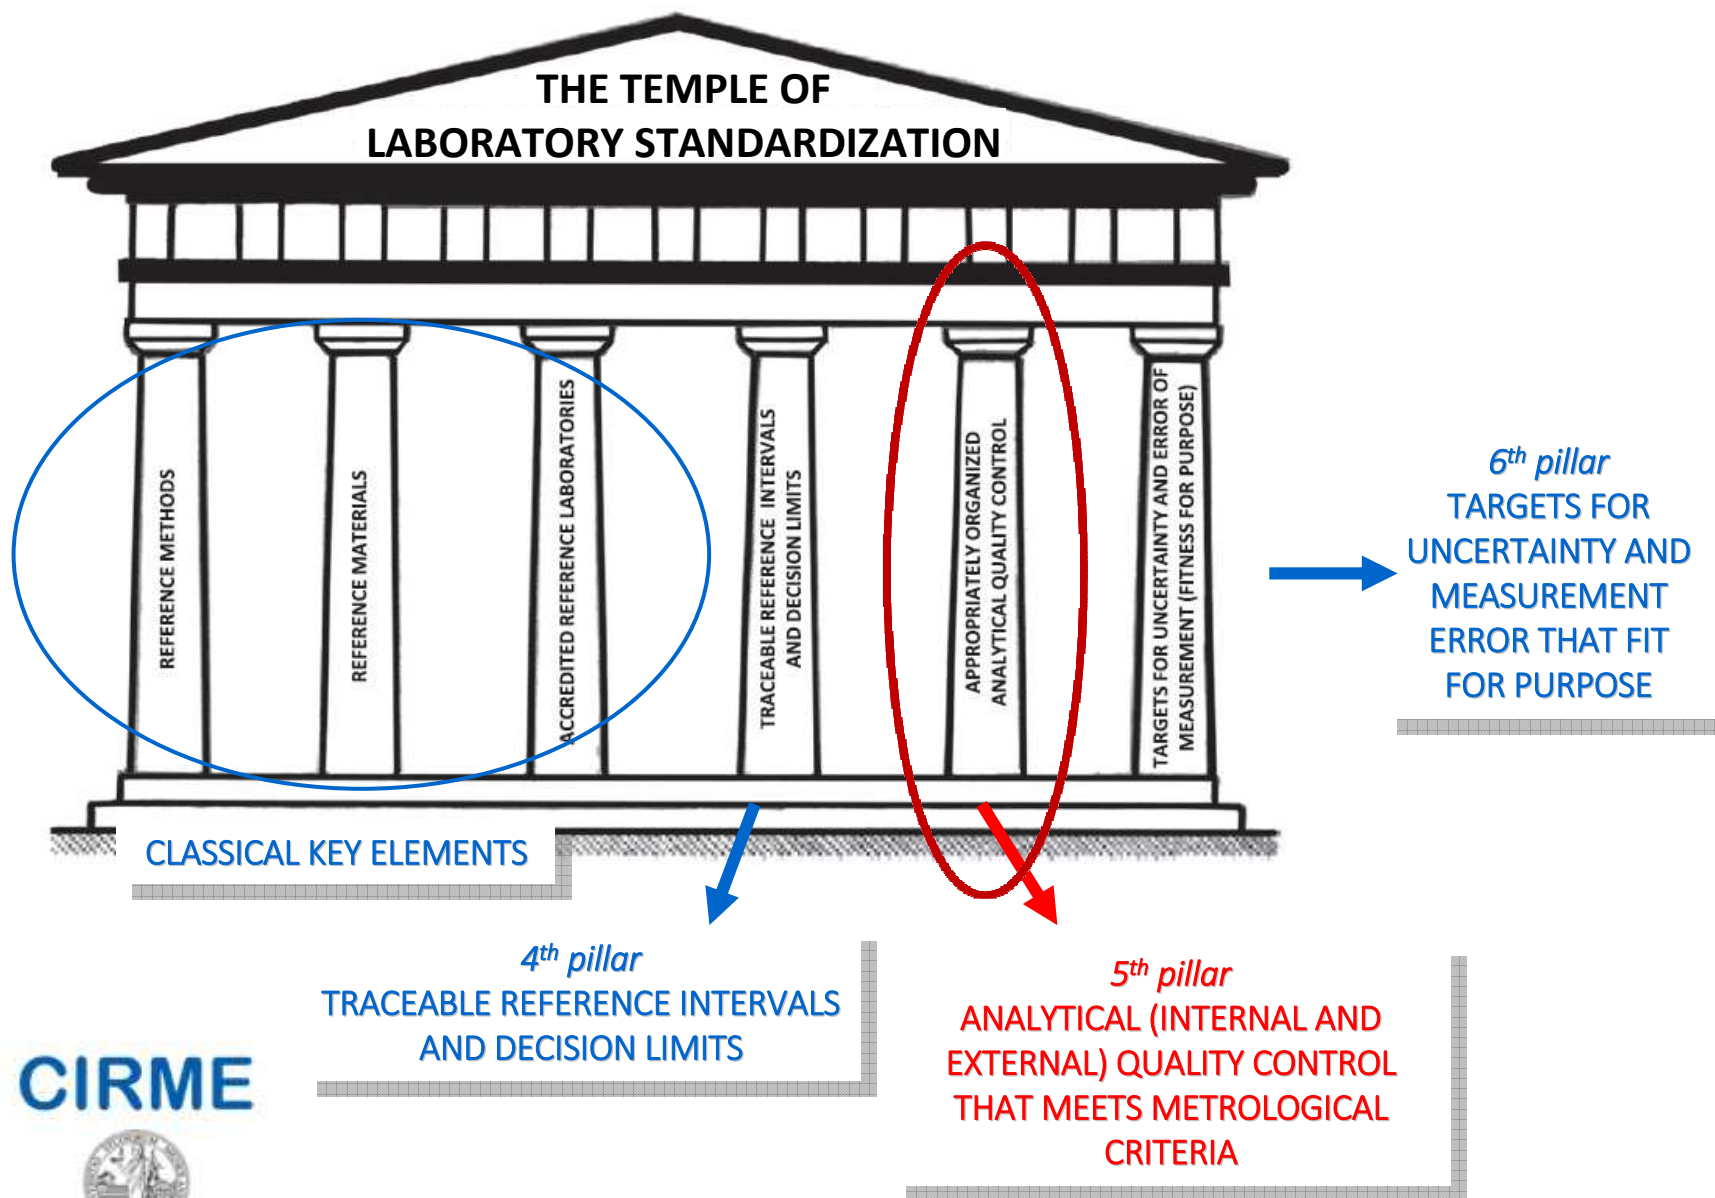 THE TEMPLE OF
LABORATORY STANDARDIZATION
REFERENCE METHODS
REFERENCE MATERIALS
ACCREDITED REFERENCE LABORATORIES
TRACEABLE REFERENCE INTERVALS
AND DECISION LIMITS
APPROPRIATELY ORGANIZED
ANALYTICAL QUALITY CONTROL
TARGETS FOR UNCERTAINTY AND ERROR OF
MEASUREMENT (FITNESS FOR PURPOSE)
6th pillar
TARGETS FOR
UNCERTAINTY AND
MEASUREMENT
ERROR THAT FIT
FOR PURPOSE
CLASSICAL KEY ELEMENTS
4th pillar
TRACEABLE REFERENCE INTERVALS
AND DECISION LIMITS
5th pillar
ANALYTICAL (INTERNAL AND
EXTERNAL) QUALITY CONTROL
THAT MEETS METROLOGICAL
CRITERIA
CIRME